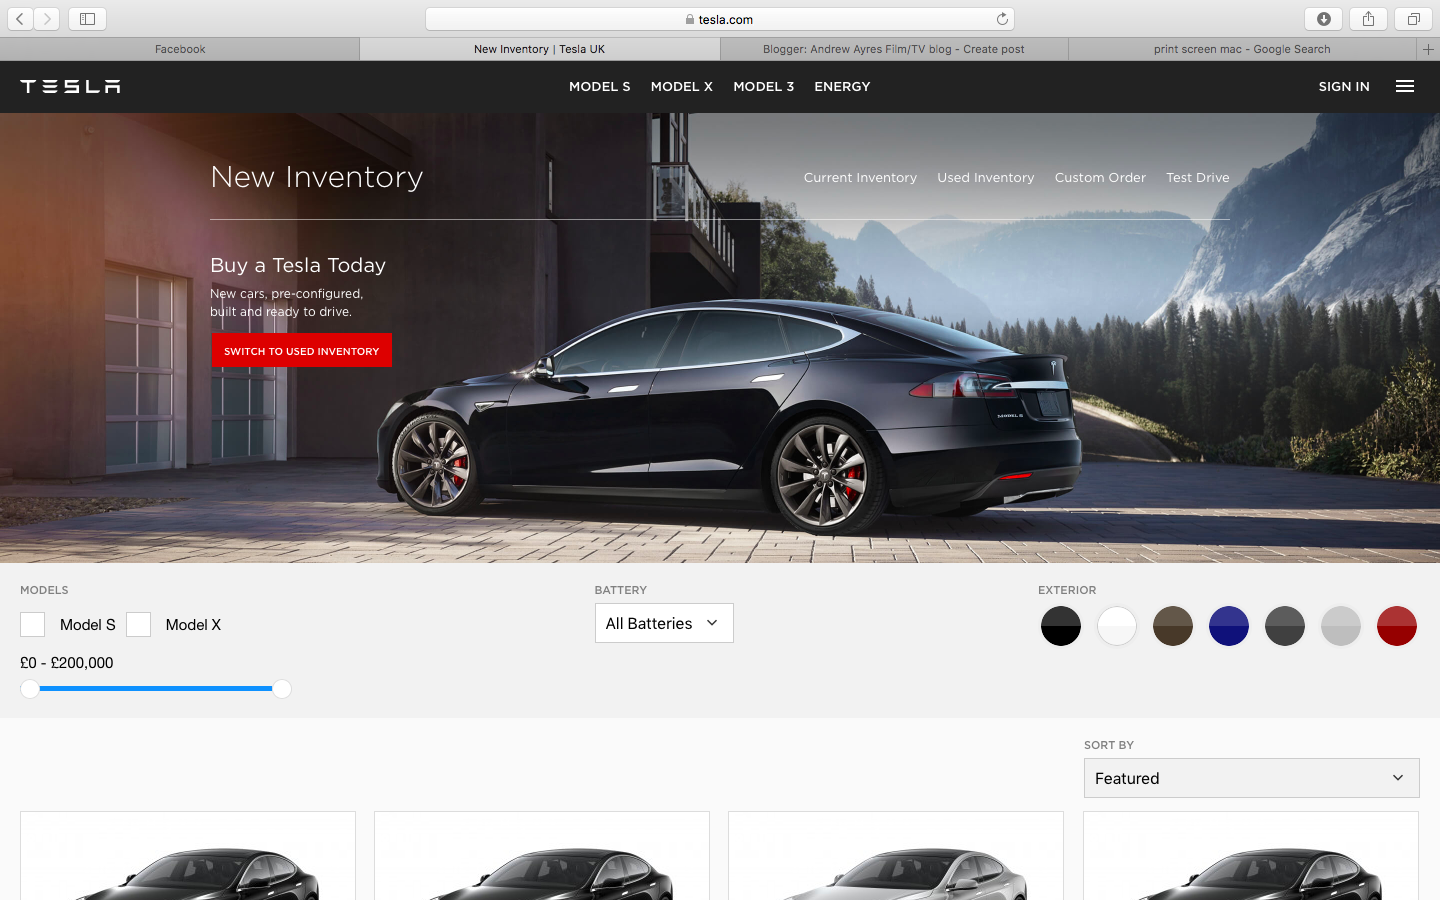 tesla.com
Facebook
New Inventory | Tesla UK
Blogger: Andrew Ayres Film/TV blog - Create post
print screen mac - Google Search
TESLA
MODEL S
MODEL X
MODEL 3
ENERGY
SIGN IN
New Inventory
Current Inventory
Used Inventory
Custom Order
Test Drive
Buy a Tesla Today
New cars, pre-configured,
built and ready to drive.
SWITCH TO USED INVENTORY
MODEL S
MODELS
Model S
Model X
£0 - £200,000
BATTERY
All Batteries
EXTERIOR
SORT BY
Featured